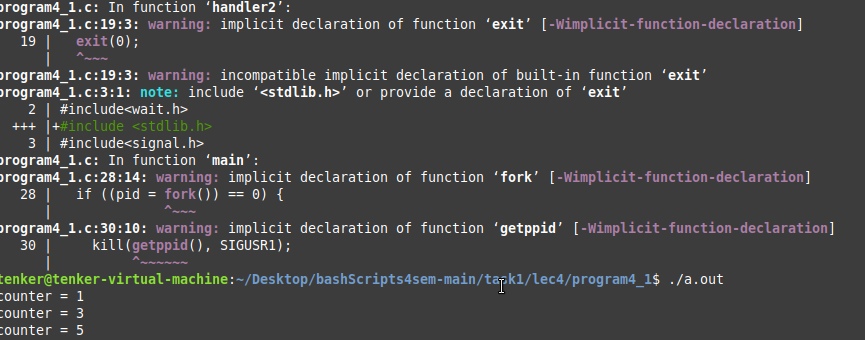 program4_1.c: In function ‘handler2’:
program4_1.c:19:3: warning: implicit declaration of function ‘exit’ [-Wimplicit-function-declaration]
   19 |   exit(0);
      |   ^~~~
program4_1.c:19:3: warning: incompatible implicit declaration of built-in function ‘exit’
program4_1.c:3:1: note: include ‘<stdlib.h>’ or provide a declaration of ‘exit’
    2 | #include<wait.h>
  +++ |+#include <stdlib.h>
    3 | #include<signal.h>
program4_1.c: In function ‘main’:
program4_1.c:28:14: warning: implicit declaration of function ‘fork’ [-Wimplicit-function-declaration]
   28 |   if ((pid = fork()) == 0) {
      |              ^~~~
program4_1.c:30:10: warning: implicit declaration of function ‘getppid’ [-Wimplicit-function-declaration]
   30 |     kill(getppid(), SIGUSR1);
      |          ^~~~~~~
tenker@tenker-virtual-machine:~/Desktop/bashScripts4sem-main/task1/lec4/program4_1$ ./a.out
counter = 1
counter = 3
counter = 5